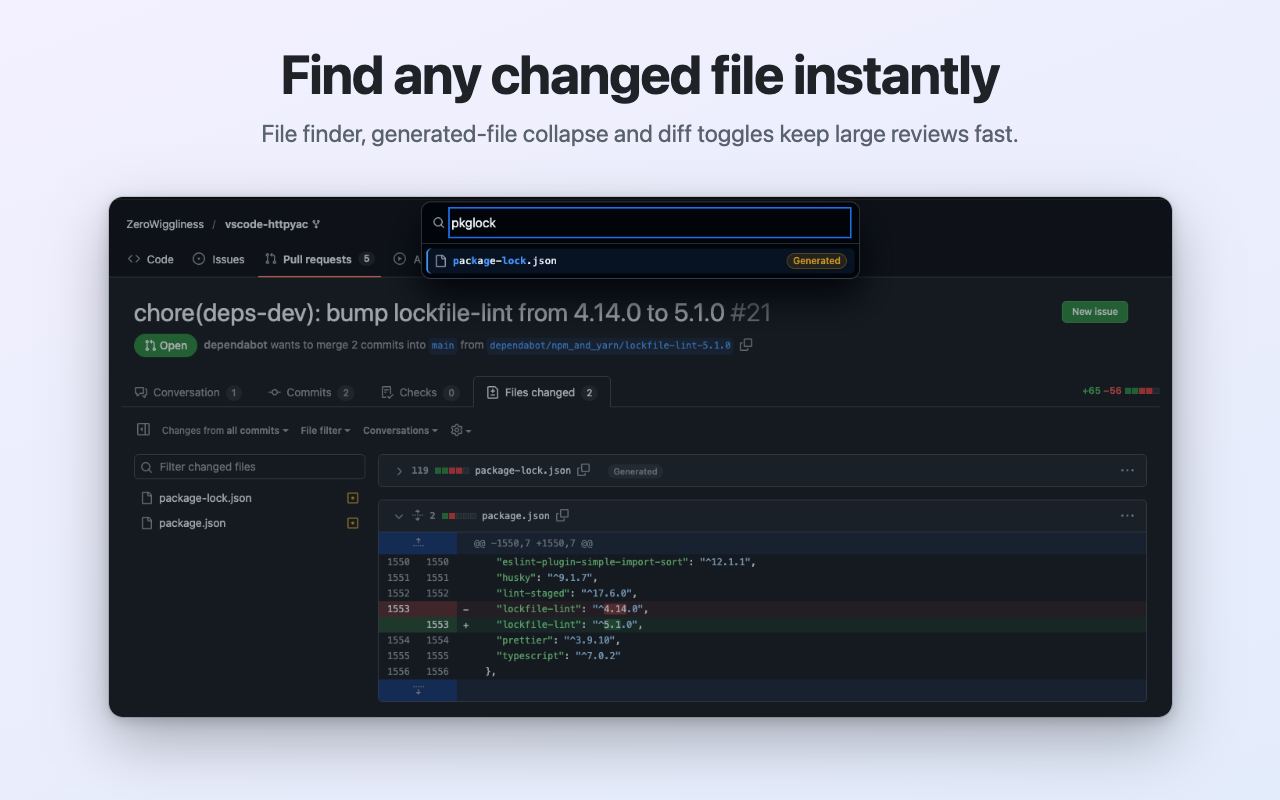 Find any changed file instantly
File finder, generated-file collapse and diff toggles keep large reviews fast.
ZeroWiggliness / vscode-httpyac
pkglock
package-lock.json Generated
Code Issues Pull requests 5 A
chore(deps-dev): bump lockfile-lint from 4.14.0 to 5.1.0 #21
New issue
Open dependabot wants to merge 2 commits into main from dependabot/npm_and_yarn/lockfile-lint-5.1.0
Conversation 1 Commits 2 Checks 0 Files changed 2
+65 −56
Changes from all commits File filter Conversations
Filter changed files
package-lock.json
package.json
119 package-lock.json Generated
2 package.json
@@ -1550,7 +1550,7 @@
1550 1550 "eslint-plugin-simple-import-sort": "^12.1.1",
1551 1551 "husky": "^9.1.7",
1552 1552 "lint-staged": "^17.6.0",
1553 - "lockfile-lint": "^4.14.0",
1553 + "lockfile-lint": "^5.1.0",
1554 1554 "prettier": "^3.9.10",
1555 1555 "typescript": "^7.0.2"
1556 1556 },